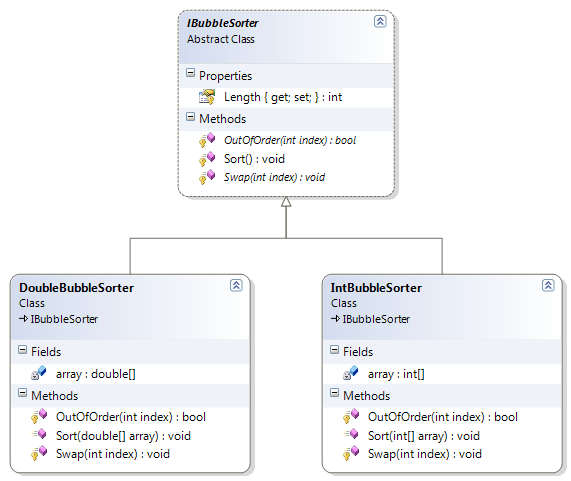 IBubbleSorter
Abstract Class
Properties
Length { get; set; } : int
Methods
OutOfOrder(int index) : bool
Sort() : void
Swap(int index) : void
DoubleBubbleSorter
Class
IBubbleSorter
Fields
array : double[]
Methods
OutOfOrder(int index) : bool
Sort(double[] array) : void
Swap(int index) : void
IntBubbleSorter
Class
IBubbleSorter
Fields
array : int[]
Methods
OutOfOrder(int index) : bool
Sort(int[] array) : void
Swap(int index) : void